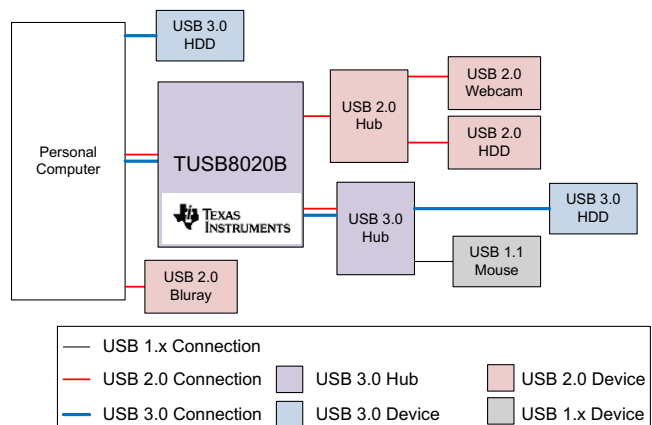 USB 3.0
HDD
Personal
Computer
TUSB8020B
TEXAS
INSTRUMENTS
USB 2.0
Hub
USB 2.0
Webcam
USB 2.0
HDD
USB 3.0
Hub
USB 3.0
HDD
USB 1.1
Mouse
USB 2.0
Bluray
USB 1.x Connection
USB 2.0 Connection
USB 3.0 Hub
USB 2.0 Device
USB 3.0 Connection
USB 3.0 Device
USB 1.x Device